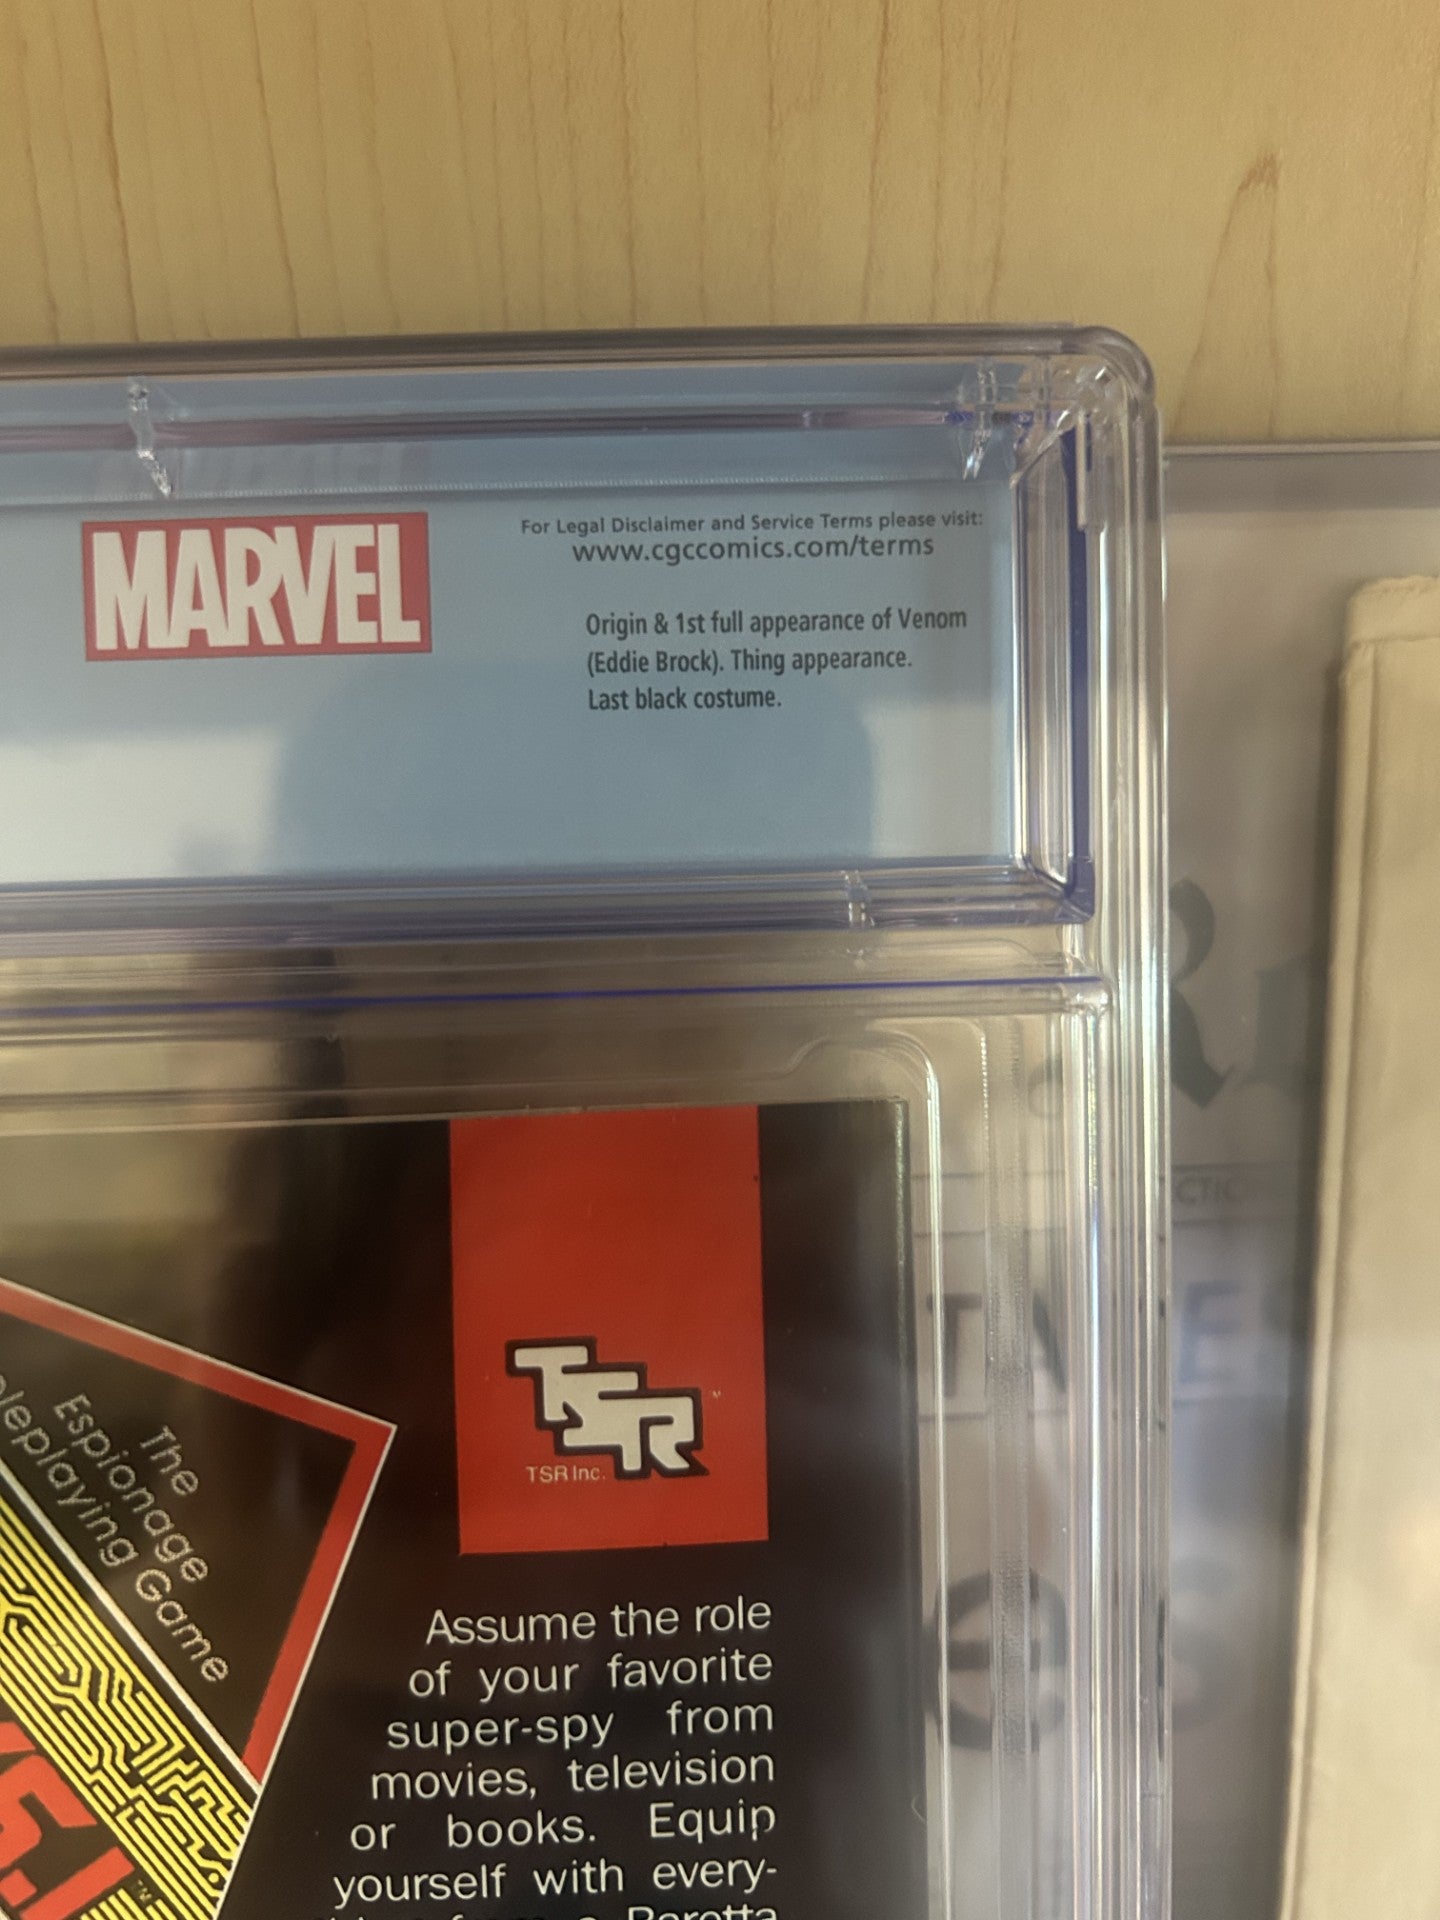 MARVEL
For Legal Disclaimer and Service Terms please visit:
www.cgccomics.com/terms
Origin & 1st full appearance of Venom
(Eddie Brock). Thing appearance.
Last black costume.
TSR
TM
TSR Inc.
The
Espionage
Game
Assume the role
of your favorite
super-spy from
movies, television
or books. Equip
yourself with every-
a Beretta